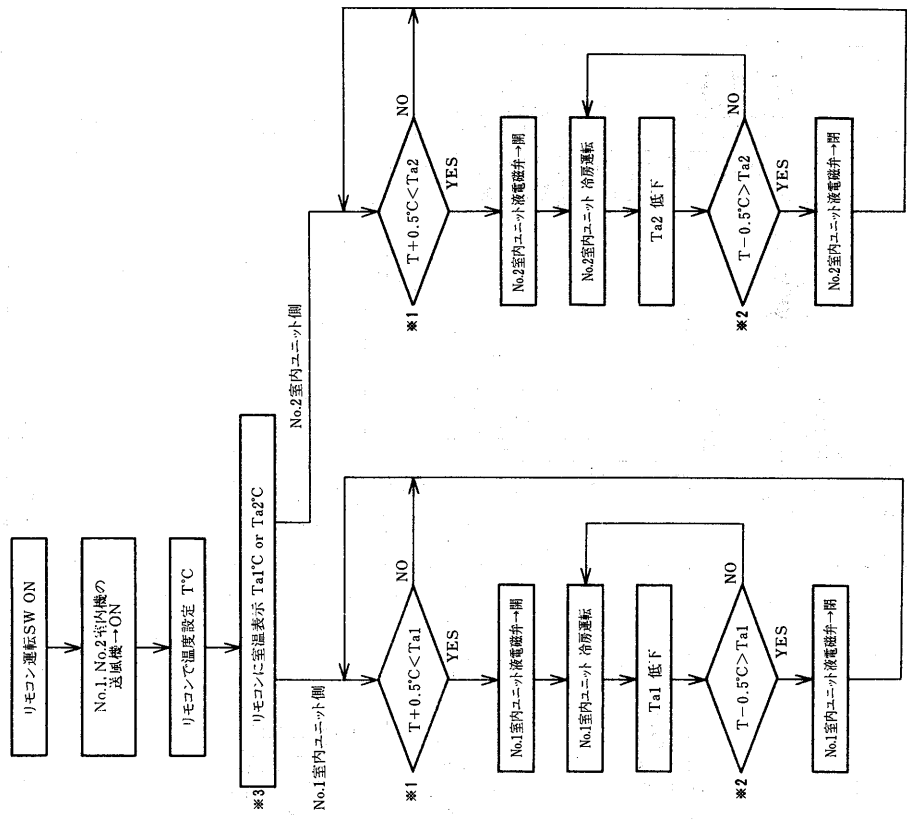 リモコン運転SW ON
No.1, No.2室内機の
送風機→ON
リモコンで温度設定 T℃
※3
リモコンに室温表示 Ta1℃ or Ta2℃
No.1室内ユニット側
※1
T+0.5℃<Ta1
NO
YES
No.1室内ユニット液電磁弁→開
No.1室内ユニット 冷房運転
Ta1 低下
※2
T−0.5℃>Ta1
NO
YES
No.1室内ユニット液電磁弁→閉
No.2室内ユニット側
※1
T+0.5℃<Ta2
NO
YES
No.2室内ユニット液電磁弁→開
No.2室内ユニット 冷房運転
Ta2 低下
※2
T−0.5℃>Ta2
NO
YES
No.2室内ユニット液電磁弁→閉